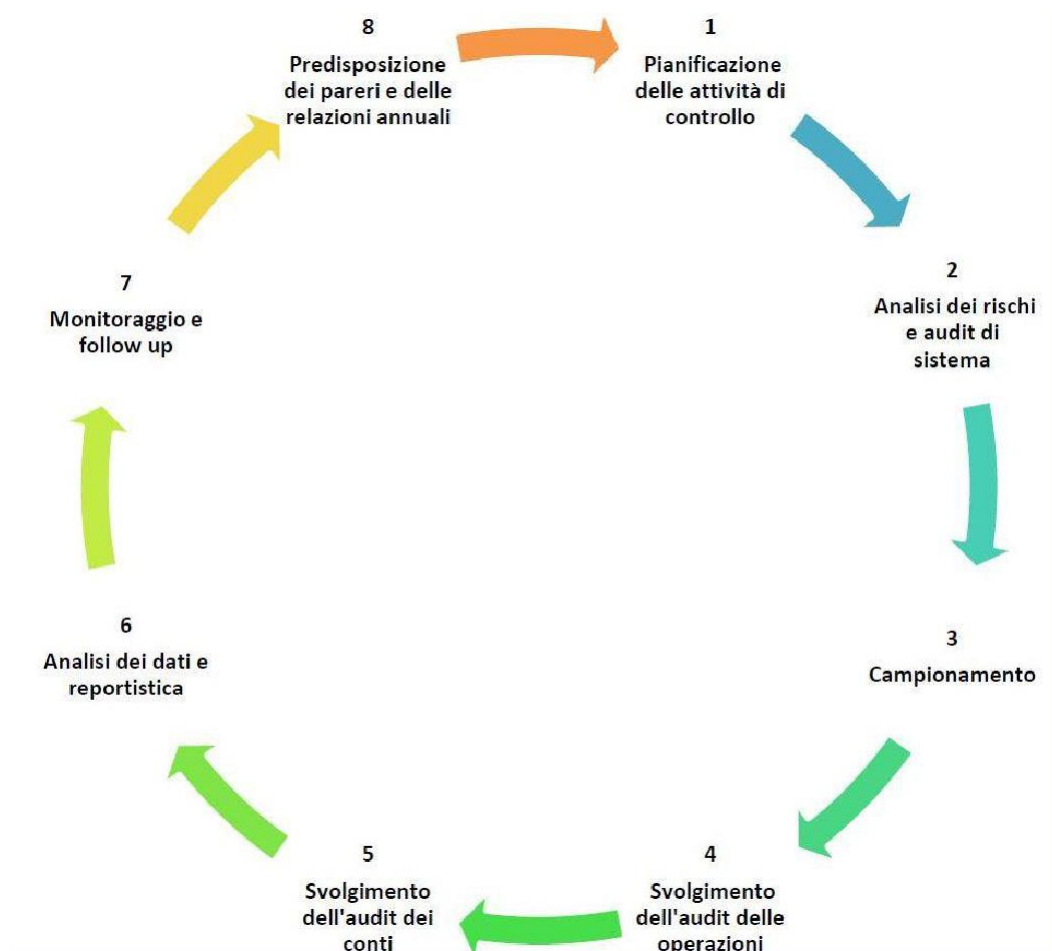 8
Predisposizione
dei pareri e delle
relazioni annuali
1
Pianificazione
delle attività di
controllo
2
Analisi dei rischi
e audit di
sistema
3
Campionamento
4
Svolgimento
dell'audit delle
operazioni
5
Svolgimento
dell'audit dei
conti
6
Analisi dei dati e
reportistica
7
Monitoraggio e
follow up